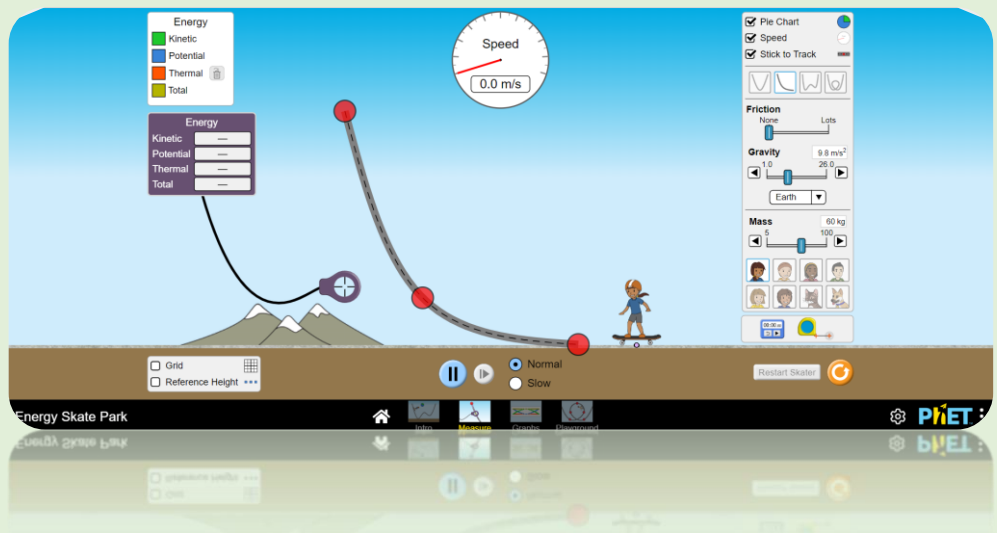 Energy
Kinetic
Potential
Thermal
Total
Energy
Kinetic —
Potential —
Thermal —
Total —
Speed
0.0 m/s
Pie Chart
Speed
Stick to Track
Friction
None Lots
Gravity 9.8 m/s²
1.0 26.0
Earth
Mass 60 kg
5 100
Grid
Reference Height
Normal
Slow
Restart Skater
Energy Skate Park
Intro
Measure
Graphs
Playground
PhET